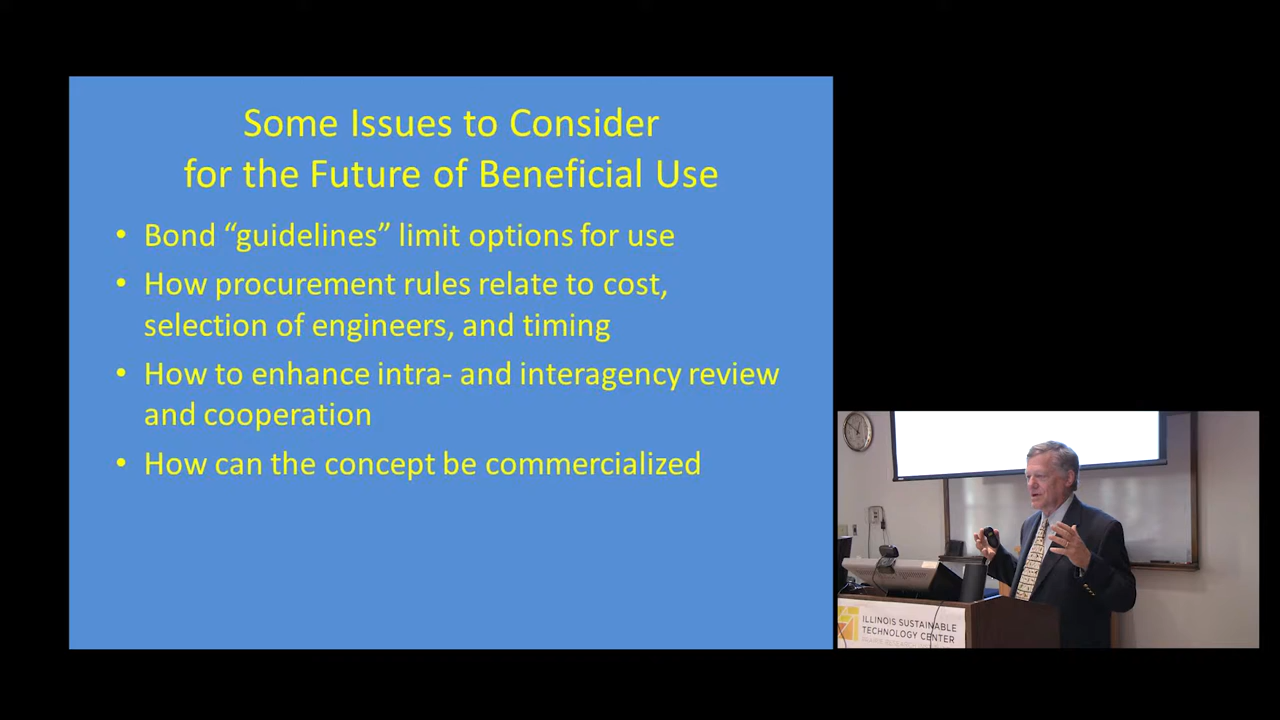 Some Issues to Consider
for the Future of Beneficial Use
• Bond “guidelines” limit options for use
• How procurement rules relate to cost,
selection of engineers, and timing
• How to enhance intra- and interagency review
and cooperation
• How can the concept be commercialized
ILLINOIS SUSTAINABLE
TECHNOLOGY CENTER